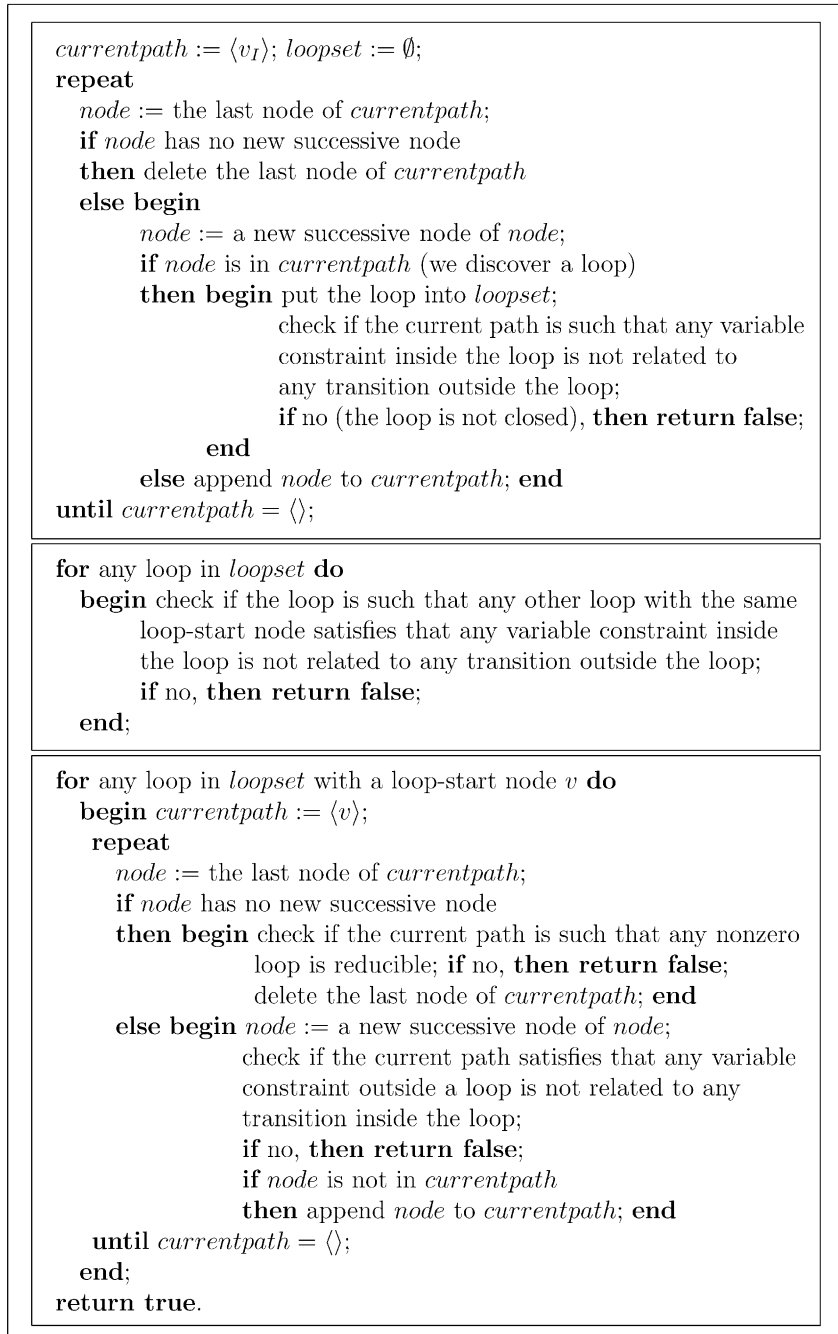 currentpath := ⟨v_I⟩; loopset := ∅;
repeat
node := the last node of currentpath;
if node has no new successive node
then delete the last node of currentpath
else begin
node := a new successive node of node;
if node is in currentpath (we discover a loop)
then begin put the loop into loopset;
check if the current path is such that any variable
constraint inside the loop is not related to
any transition outside the loop;
if no (the loop is not closed), then return false;
end
else append node to currentpath; end
until currentpath = ⟨⟩;
for any loop in loopset do
begin check if the loop is such that any other loop with the same
loop-start node satisfies that any variable constraint inside
the loop is not related to any transition outside the loop;
if no, then return false;
end;
for any loop in loopset with a loop-start node v do
begin currentpath := ⟨v⟩;
repeat
node := the last node of currentpath;
if node has no new successive node
then begin check if the current path is such that any nonzero
loop is reducible; if no, then return false;
delete the last node of currentpath; end
else begin node := a new successive node of node;
check if the current path satisfies that any variable
constraint outside a loop is not related to any
transition inside the loop;
if no, then return false;
if node is not in currentpath
then append node to currentpath; end
until currentpath = ⟨⟩;
end;
return true.